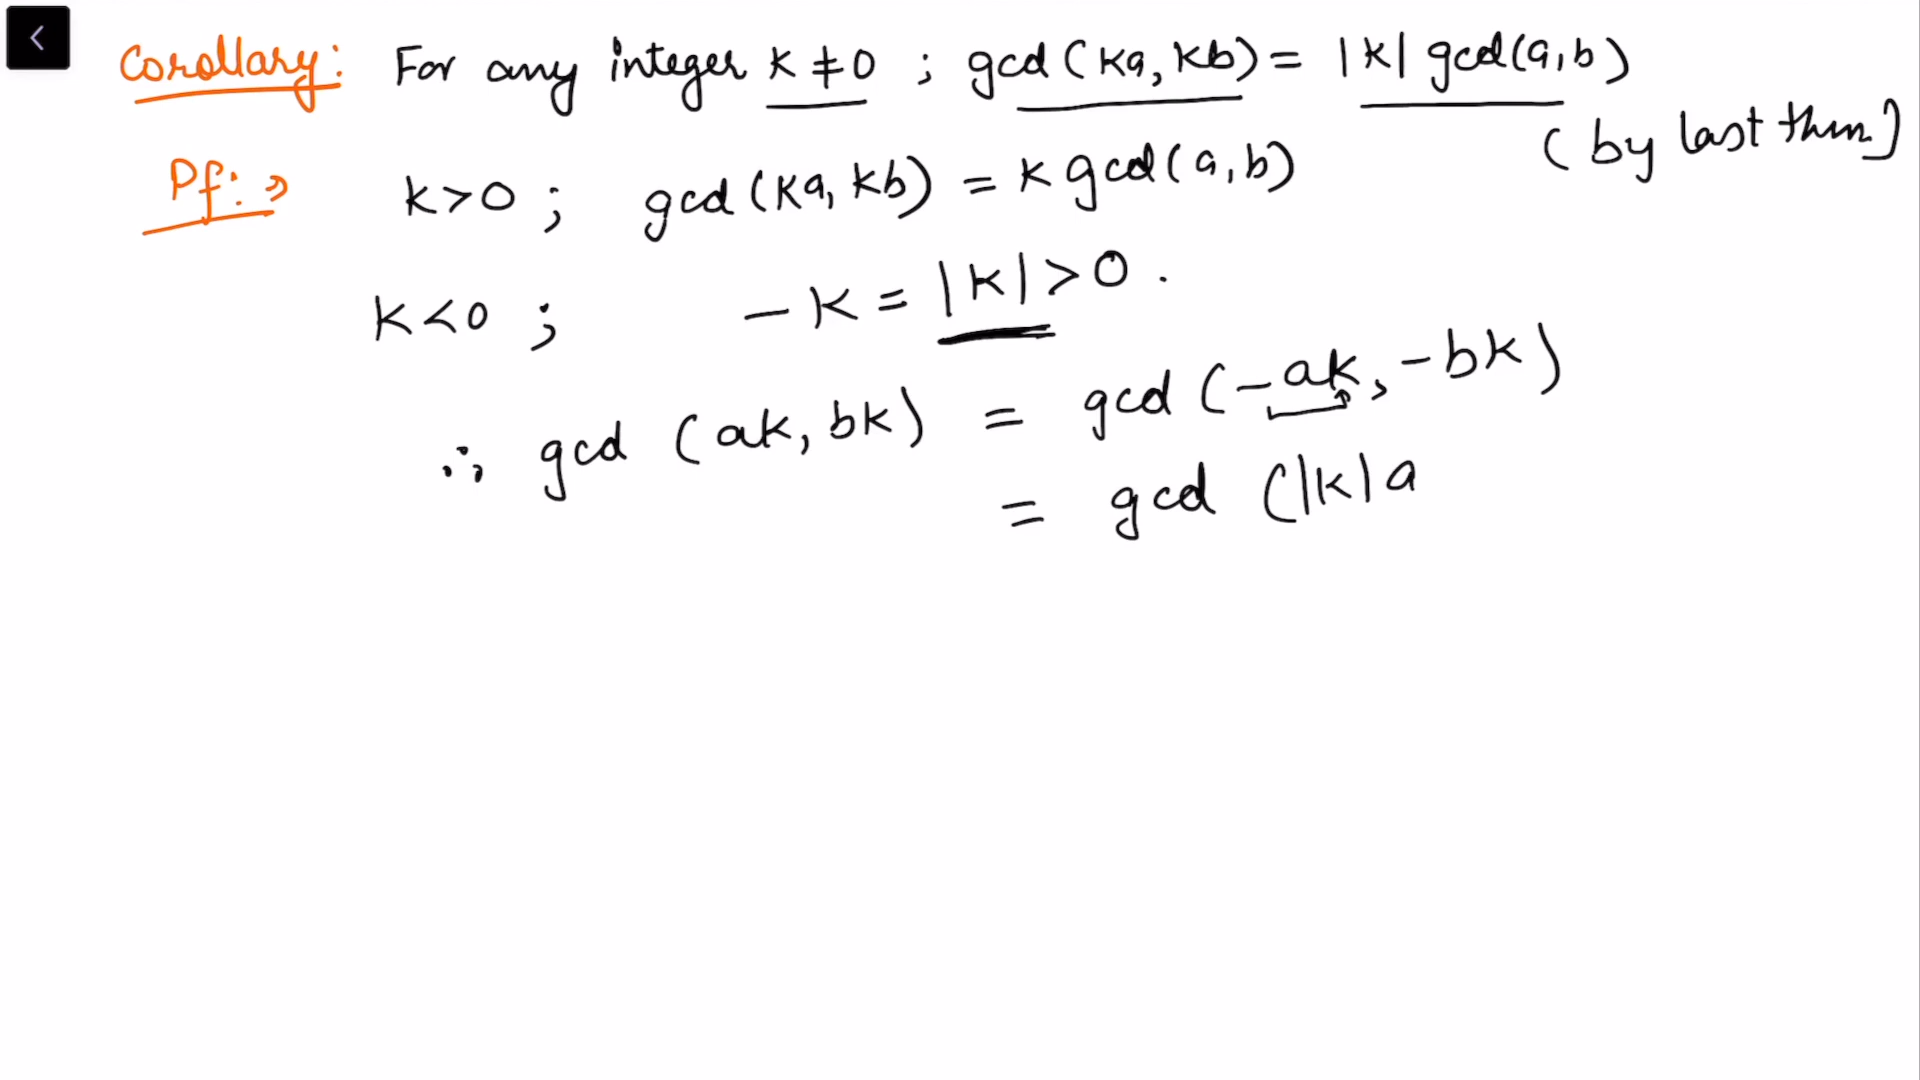 Corollary: For any integer k ≠ 0 ; gcd (ka, kb) = |k| gcd(a,b)
(by last thm]
Pf: → k>0 ; gcd (ka, kb) = k gcd(a,b)
k<0 ; -k = |k| > 0 .
∴ gcd (ak, bk) = gcd (-ak, -bk)
= gcd (|k| a